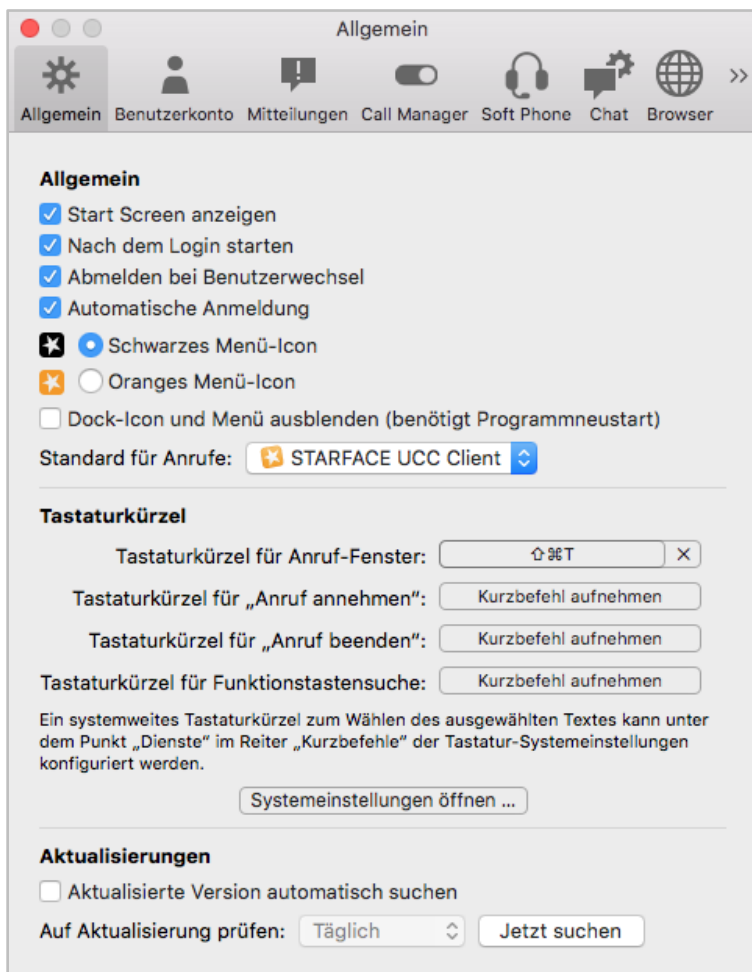 Allgemein
Allgemein Benutzerkonto Mitteilungen Call Manager Soft Phone Chat Browser
Allgemein
Start Screen anzeigen
Nach dem Login starten
Abmelden bei Benutzerwechsel
Automatische Anmeldung
Schwarzes Menü-Icon
Oranges Menü-Icon
Dock-Icon und Menü ausblenden (benötigt Programmneustart)
Standard für Anrufe: STARFACE UCC Client
Tastaturkürzel
Tastaturkürzel für Anruf-Fenster: ⇧⌘T
Tastaturkürzel für „Anruf annehmen“: Kurzbefehl aufnehmen
Tastaturkürzel für „Anruf beenden“: Kurzbefehl aufnehmen
Tastaturkürzel für Funktionstastensuche: Kurzbefehl aufnehmen
Ein systemweites Tastaturkürzel zum Wählen des ausgewählten Textes kann unter
dem Punkt „Dienste“ im Reiter „Kurzbefehle“ der Tastatur-Systemeinstellungen
konfiguriert werden.
Systemeinstellungen öffnen ...
Aktualisierungen
Aktualisierte Version automatisch suchen
Auf Aktualisierung prüfen: Täglich Jetzt suchen